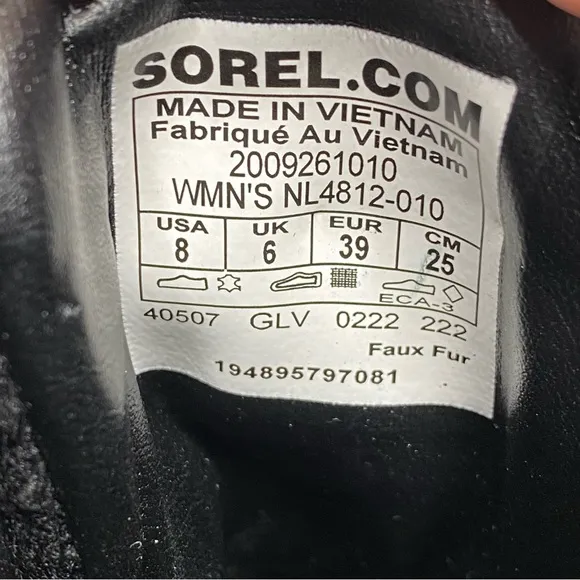 SOREL.COM
MADE IN VIETNAM
Fabriqué Au Vietnam
2009261010
WMN'S NL4812-010
USA UK EUR CM
8 6 39 25
ECA-3
40507 GLV 0222 222
Faux Fur
194895797081